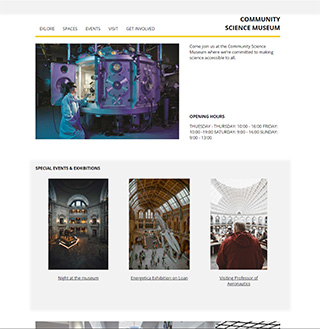 COMMUNITY
SCIENCE MUSEUM
EXLORE SPACES EVENTS VISIT GET INVOLVED
Come join us at the Community Science
Museum where we're committed to making
science accessible to all.
OPENING HOURS
THUESDAY - THURSDAY: 10:00 - 16:00 FRIDAY:
10:00 -19:00 SATURDAY: 9:00 - 16:00 SUNDAY:
9:00 - 13:00
SPECIAL EVENTS & EXHIBITIONS
Night at the museum
Energetica Exhibition on Loan
Visiting Professor of
Aeronautics